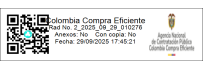 Colombia Compra Eficiente
Rad No. 2_2025_09_29_010276
Anexos: No Con copia: No
Fecha: 29/09/2025 17:45:21
Agencia Nacional
de Contratación Pública
Colombia Compra Eficiente